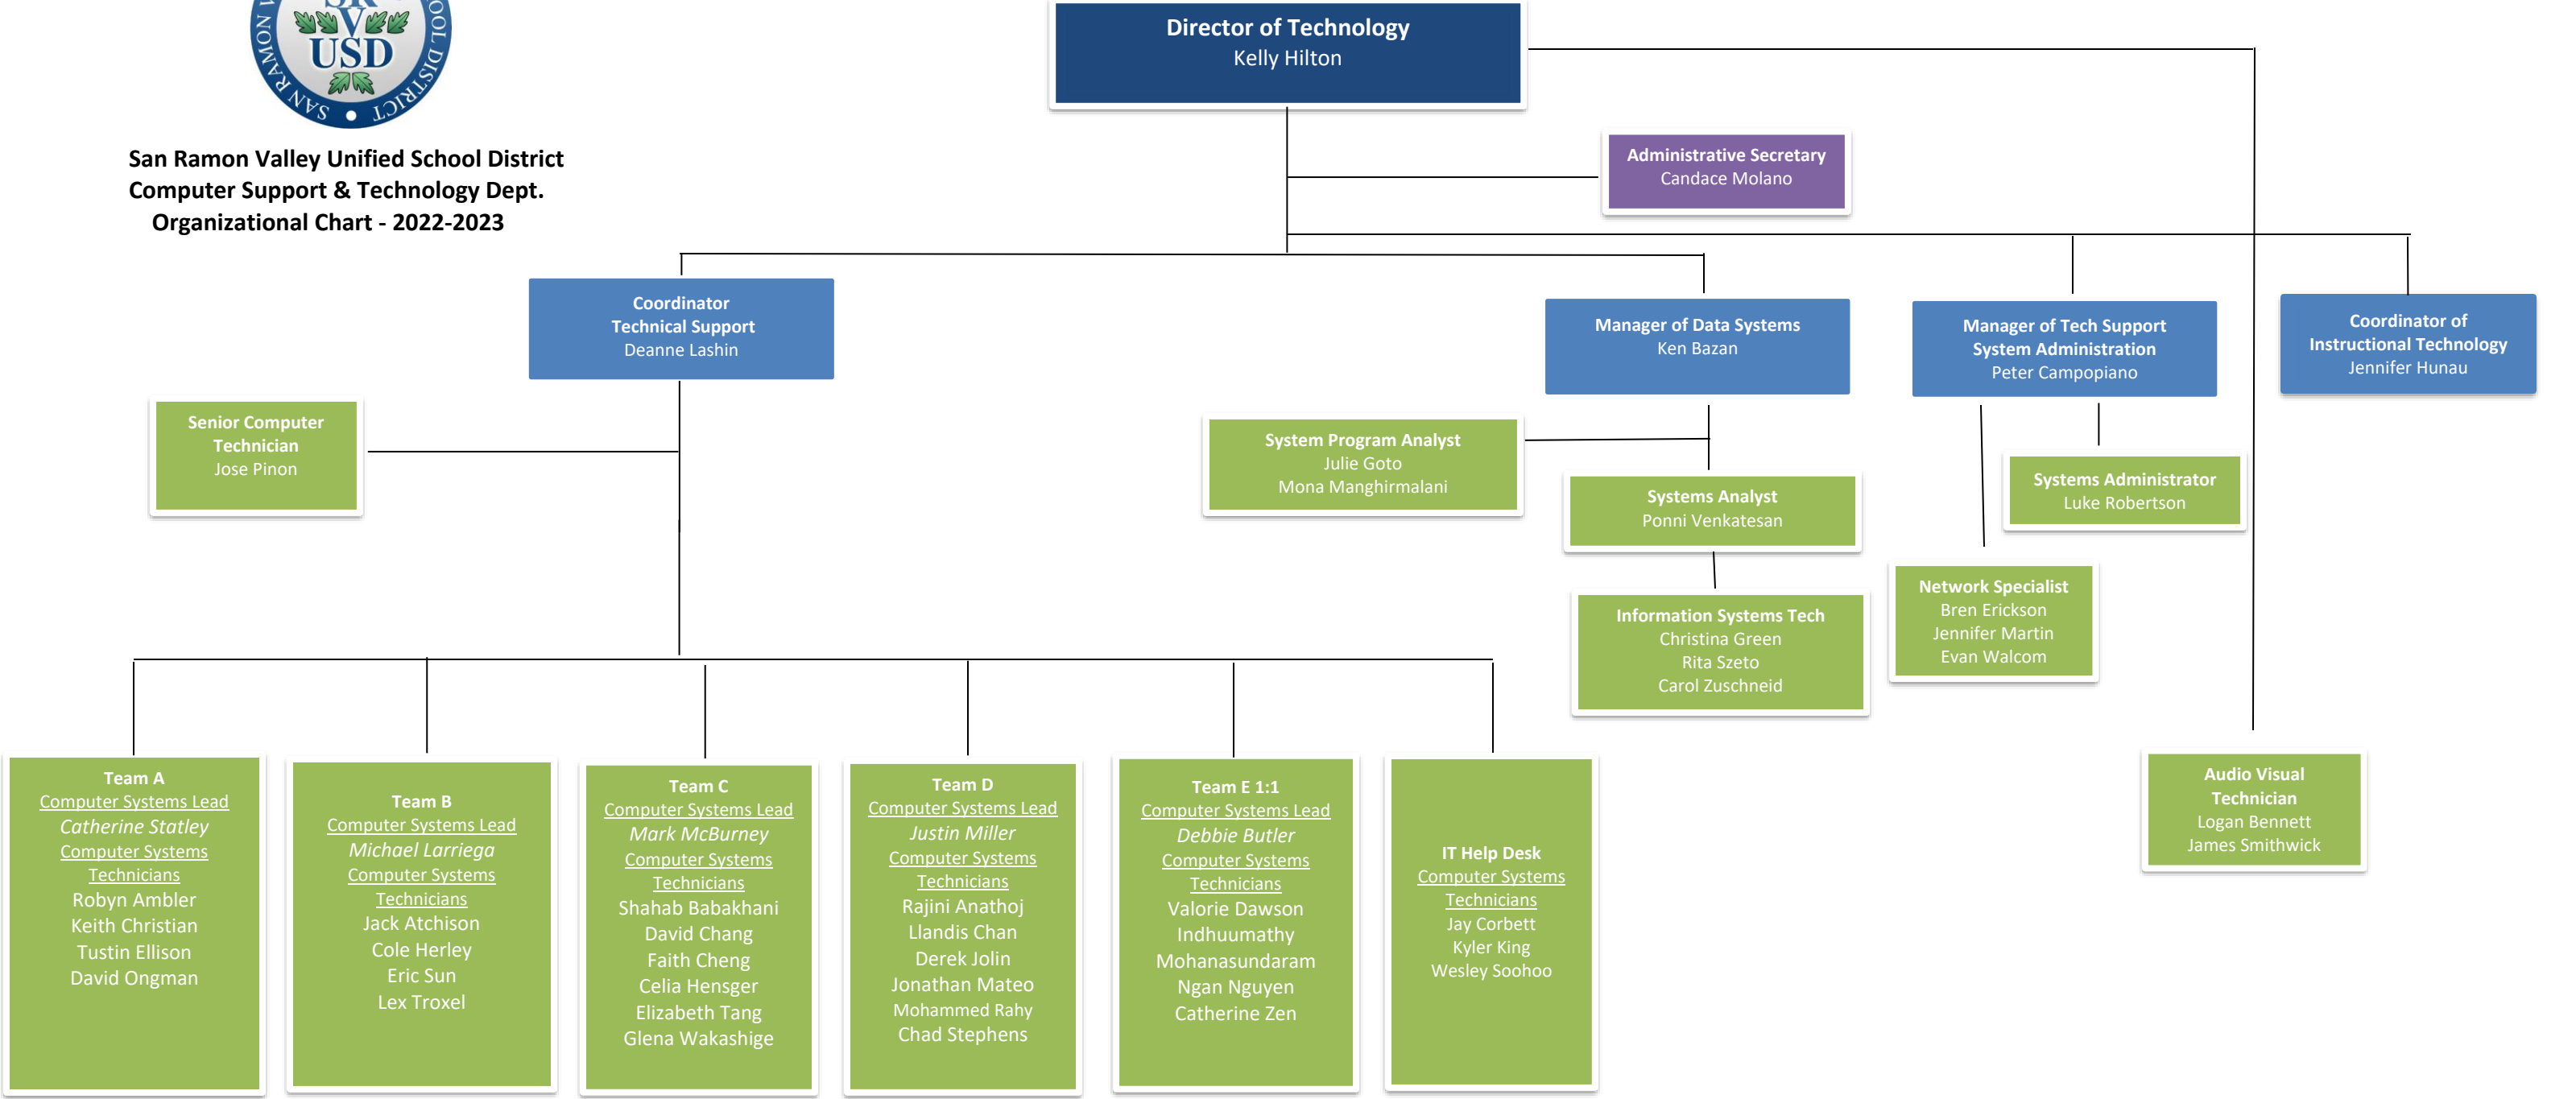 SR
V
USD
SAN RAMON
OOL DISTRICT
San Ramon Valley Unified School District
Computer Support & Technology Dept.
Organizational Chart - 2022-2023
Director of Technology
Kelly Hilton
Administrative Secretary
Candace Molano
Coordinator
Technical Support
Deanne Lashin
Manager of Data Systems
Ken Bazan
Manager of Tech Support
System Administration
Peter Campopiano
Coordinator of
Instructional Technology
Jennifer Hunau
Senior Computer
Technician
Jose Pinon
System Program Analyst
Julie Goto
Mona Manghirmalani
Systems Analyst
Ponni Venkatesan
Systems Administrator
Luke Robertson
Information Systems Tech
Christina Green
Rita Szeto
Carol Zuschneid
Network Specialist
Bren Erickson
Jennifer Martin
Evan Walcom
Team A
Computer Systems Lead
Catherine Statley
Computer Systems
Technicians
Robyn Ambler
Keith Christian
Tustin Ellison
David Ongman
Team B
Computer Systems Lead
Michael Larriega
Computer Systems
Technicians
Jack Atchison
Cole Herley
Eric Sun
Lex Troxel
Team C
Computer Systems Lead
Mark McBurney
Computer Systems
Technicians
Shahab Babakhani
David Chang
Faith Cheng
Celia Hensger
Elizabeth Tang
Glena Wakashige
Team D
Computer Systems Lead
Justin Miller
Computer Systems
Technicians
Rajini Anathoj
Llandis Chan
Derek Jolin
Jonathan Mateo
Mohammed Rahy
Chad Stephens
Team E 1:1
Computer Systems Lead
Debbie Butler
Computer Systems
Technicians
Valorie Dawson
Indhuumathy
Mohanasundaram
Ngan Nguyen
Catherine Zen
IT Help Desk
Computer Systems
Technicians
Jay Corbett
Kyler King
Wesley Soohoo
Audio Visual
Technician
Logan Bennett
James Smithwick